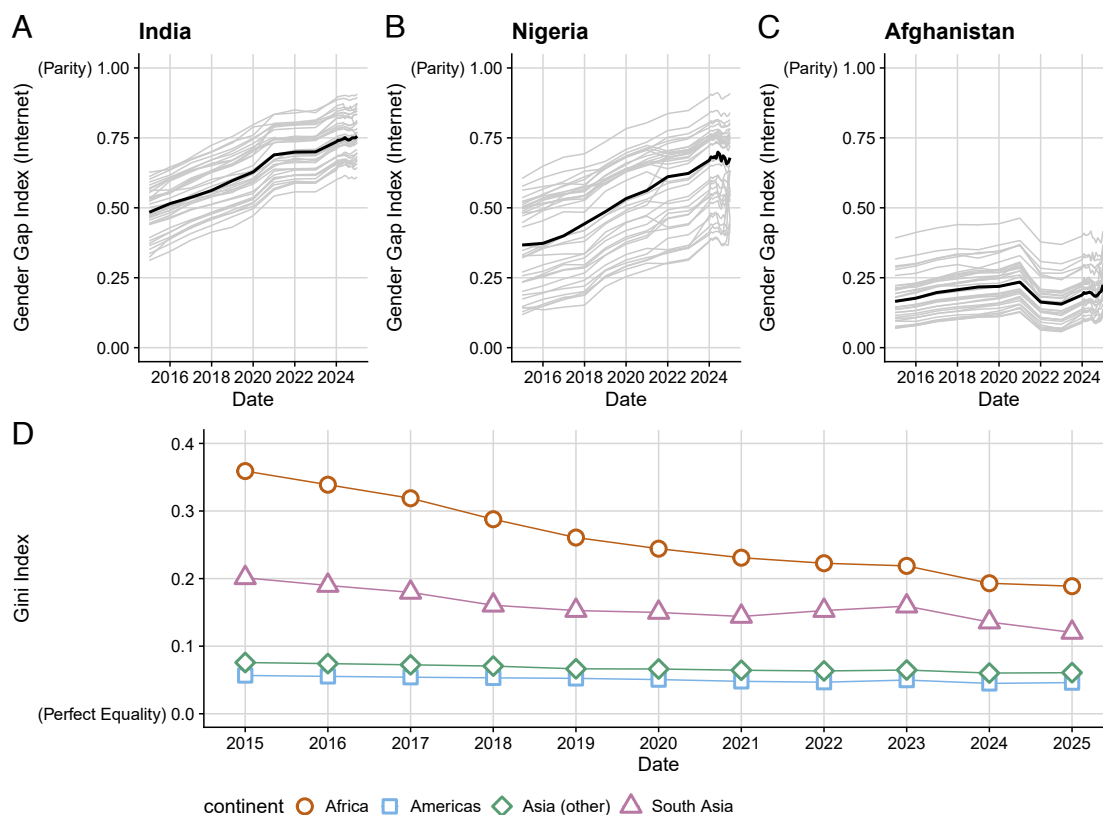 A India
B Nigeria
C Afghanistan
Gender Gap Index (Internet)
(Parity) 1.00
0.75
0.50
0.25
0.00
2016 2018 2020 2022 2024
Date
Gender Gap Index (Internet)
(Parity) 1.00
0.75
0.50
0.25
0.00
2016 2018 2020 2022 2024
Date
Gender Gap Index (Internet)
(Parity) 1.00
0.75
0.50
0.25
0.00
2016 2018 2020 2022 2024
Date
D
Gini Index
0.4
0.3
0.2
0.1
(Perfect Equality) 0.0
2015 2016 2017 2018 2019 2020 2021 2022 2023 2024 2025
Date
continent Africa Americas Asia (other) South Asia